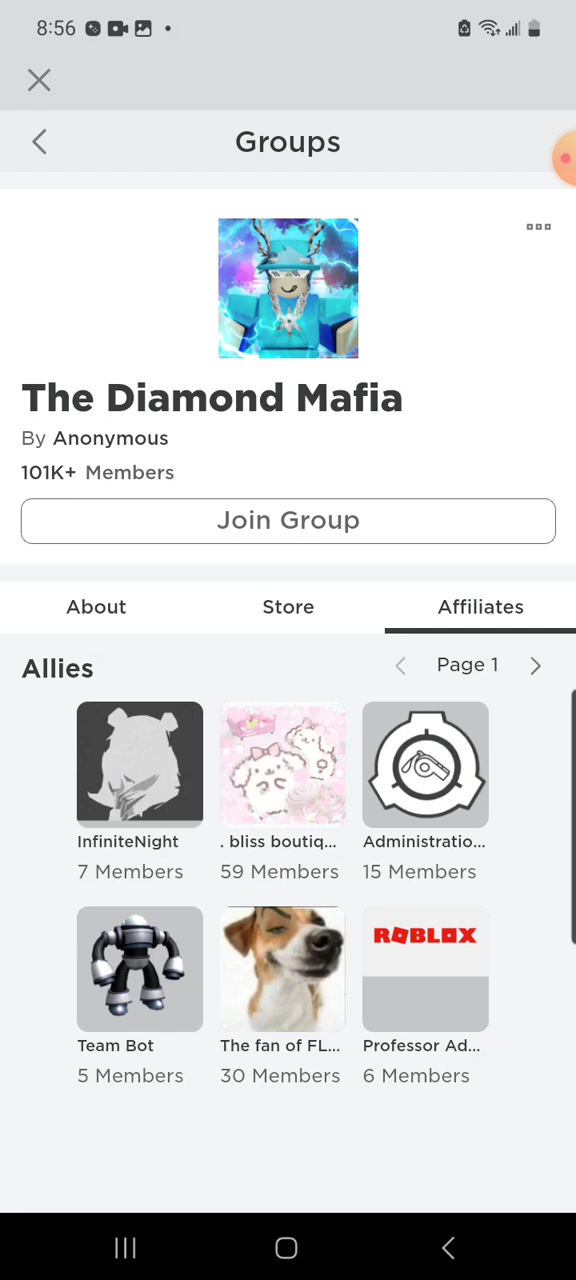 8:56
Groups
The Diamond Mafia
By Anonymous
101K+ Members
Join Group
About Store Affiliates
Allies Page 1
InfiniteNight . bliss boutiq... Administratio...
7 Members 59 Members 15 Members
ROBLOX
Team Bot The fan of FL... Professor Ad...
5 Members 30 Members 6 Members